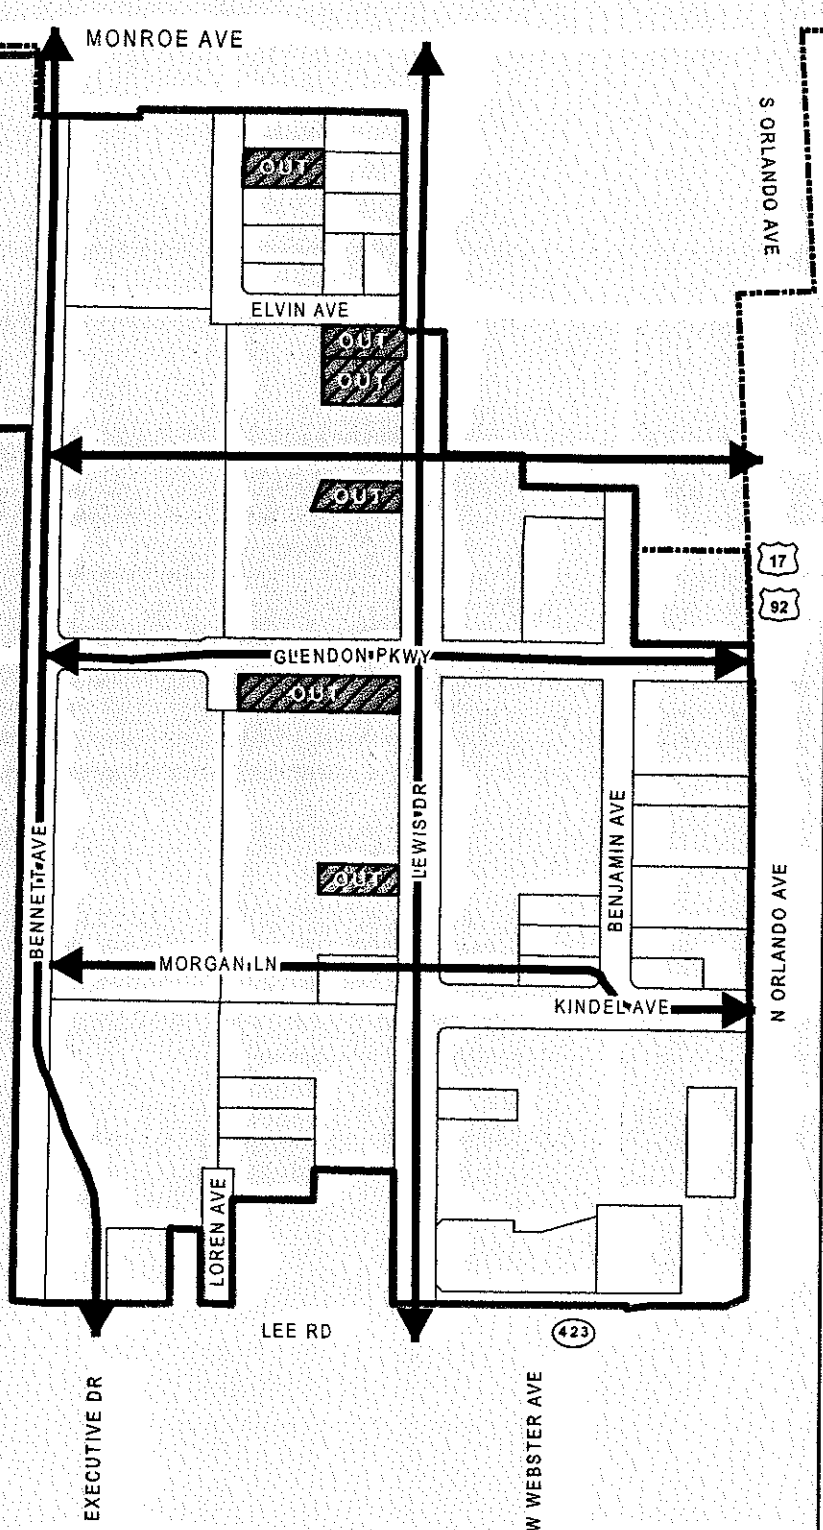 MONROE AVE
S ORLANDO AVE
OUT
ELVIN AVE
OUT
OUT
OUT
17
92
GLENDON PKWY
OUT
LEWIS DR
BENJAMIN AVE
BENNETT AVE
OUT
N ORLANDO AVE
MORGAN LN
KINDEL AVE
LOREN AVE
LEE RD
423
EXECUTIVE DR
W WEBSTER AVE